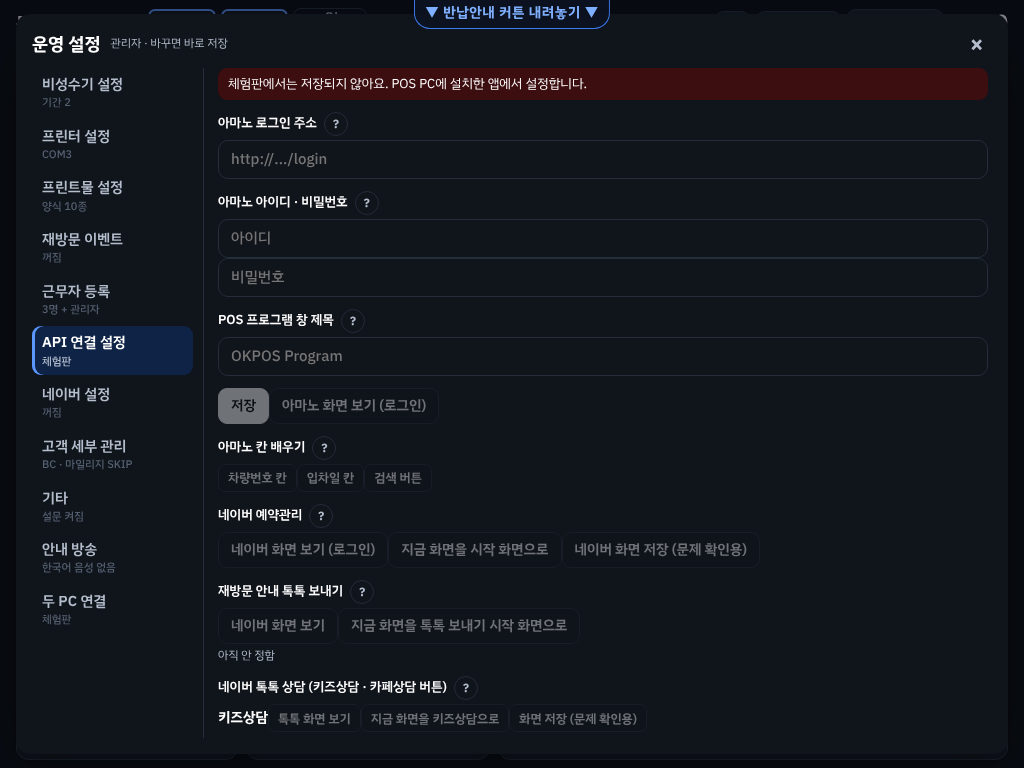 ▼ 반납안내 커튼 내려놓기 ▼
운영 설정
관리자 · 바꾸면 바로 저장
×
비성수기 설정
기간 2
프린터 설정
COM3
프린트물 설정
양식 10종
재방문 이벤트
꺼짐
근무자 등록
3명 + 관리자
API 연결 설정
체험판
네이버 설정
꺼짐
고객 세부 관리
BC · 마일리지 SKIP
기타
설문 켜짐
안내 방송
한국어 음성 없음
두 PC 연결
체험판
체험판에서는 저장되지 않아요. POS PC에 설치한 앱에서 설정합니다.
아마노 로그인 주소 ?
http://.../login
아마노 아이디 · 비밀번호 ?
아이디
비밀번호
POS 프로그램 창 제목 ?
OKPOS Program
저장 아마노 화면 보기 (로그인)
아마노 칸 배우기 ?
차량번호 칸 입차일 칸 검색 버튼
네이버 예약관리 ?
네이버 화면 보기 (로그인) 지금 화면을 시작 화면으로 네이버 화면 저장 (문제 확인용)
재방문 안내 톡톡 보내기 ?
네이버 화면 보기 지금 화면을 톡톡 보내기 시작 화면으로
아직 안 정함
네이버 톡톡 상담 (키즈상담 · 카페상담 버튼) ?
키즈상담 톡톡 화면 보기 지금 화면을 키즈상담으로 화면 저장 (문제 확인용)